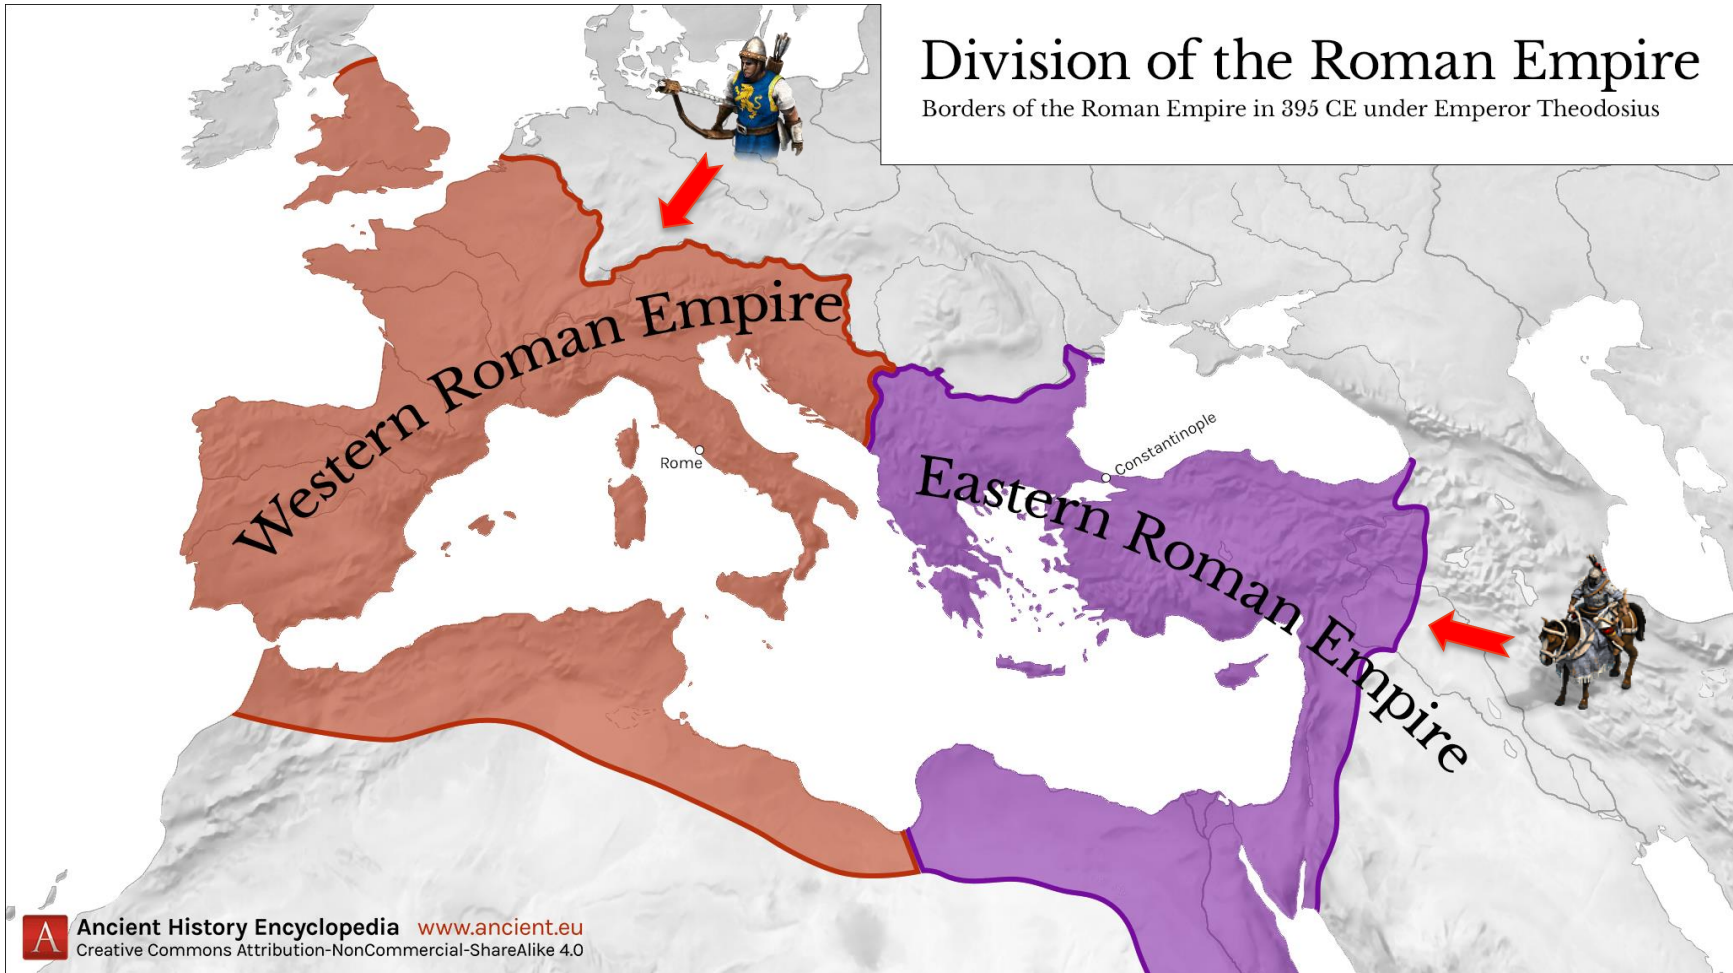 Division of the Roman Empire
Borders of the Roman Empire in 395 CE under Emperor Theodosius
Western Roman Empire
Rome
Constantinople
Eastern Roman Empire
A
Ancient History Encyclopedia www.ancient.eu
Creative Commons Attribution-NonCommercial-ShareAlike 4.0